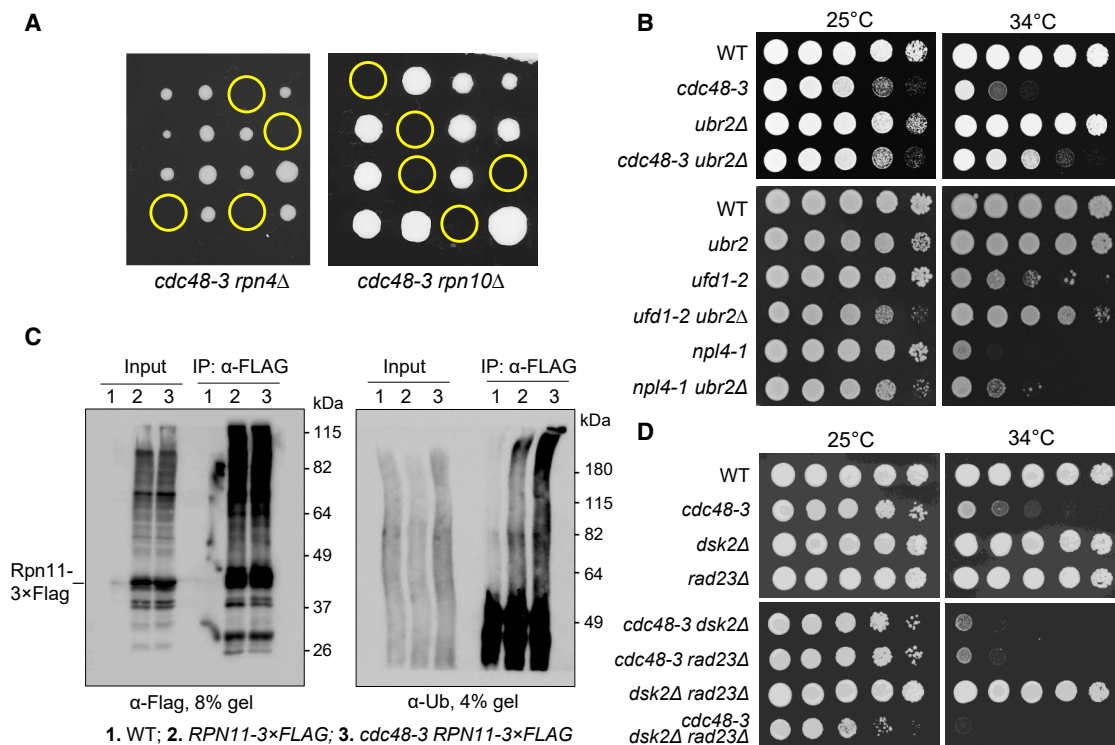 A
cdc48-3 rpn4Δ
cdc48-3 rpn10Δ
B
25°C
34°C
WT
cdc48-3
ubr2Δ
cdc48-3 ubr2Δ
WT
ubr2
ufd1-2
ufd1-2 ubr2Δ
npl4-1
npl4-1 ubr2Δ
C
Input
IP: α-FLAG
1 2 3 1 2 3
kDa
115
82
64
49
37
26
Rpn11-
3×Flag
α-Flag, 8% gel
Input
IP: α-FLAG
1 2 3 1 2 3
kDa
180
115
82
64
49
α-Ub, 4% gel
1. WT; 2. RPN11-3×FLAG; 3. cdc48-3 RPN11-3×FLAG
D
25°C
34°C
WT
cdc48-3
dsk2Δ
rad23Δ
cdc48-3 dsk2Δ
cdc48-3 rad23Δ
dsk2Δ rad23Δ
cdc48-3
dsk2Δ rad23Δ